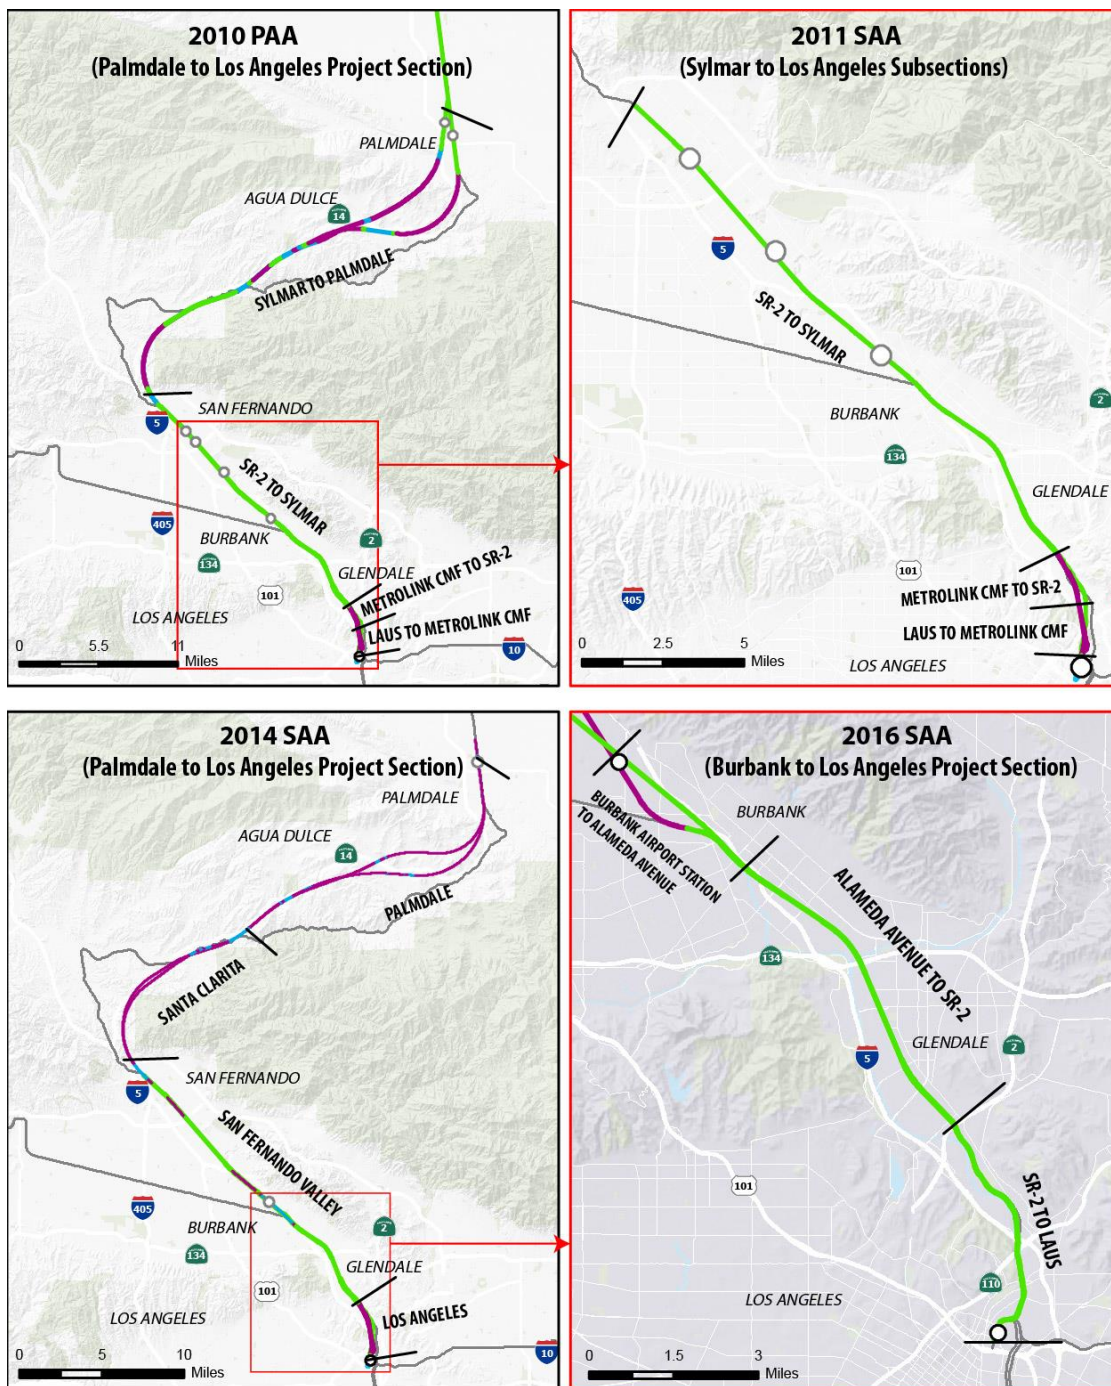 2010 PAA
(Palmdale to Los Angeles Project Section)
PALMDALE
AGUA DULCE
14
SYLMAR TO PALMDALE
5
SAN FERNANDO
SR-2 TO SYLMAR
405
BURBANK
134
2
GLENDALE
101
METROLINK CMF TO SR-2
LOS ANGELES
LAUS TO METROLINK CMF
10
0 5.5 11
Miles
2011 SAA
(Sylmar to Los Angeles Subsections)
5
SR-2 TO SYLMAR
2
BURBANK
134
GLENDALE
101
405
METROLINK CMF TO SR-2
LAUS TO METROLINK CMF
LOS ANGELES
0 2.5 5
Miles
2014 SAA
(Palmdale to Los Angeles Project Section)
PALMDALE
AGUA DULCE
14
PALMDALE
SANTA CLARITA
SAN FERNANDO
5
SAN FERNANDO VALLEY
405
BURBANK
2
134
GLENDALE
101
LOS ANGELES
LOS ANGELES
10
0 5 10
Miles
2016 SAA
(Burbank to Los Angeles Project Section)
BURBANK AIRPORT STATION
TO ALAMEDA AVENUE
BURBANK
ALAMEDA AVENUE TO SR-2
134
GLENDALE
2
5
101
SR-2 TO LAUS
110
LOS ANGELES
0 1.5 3
Miles